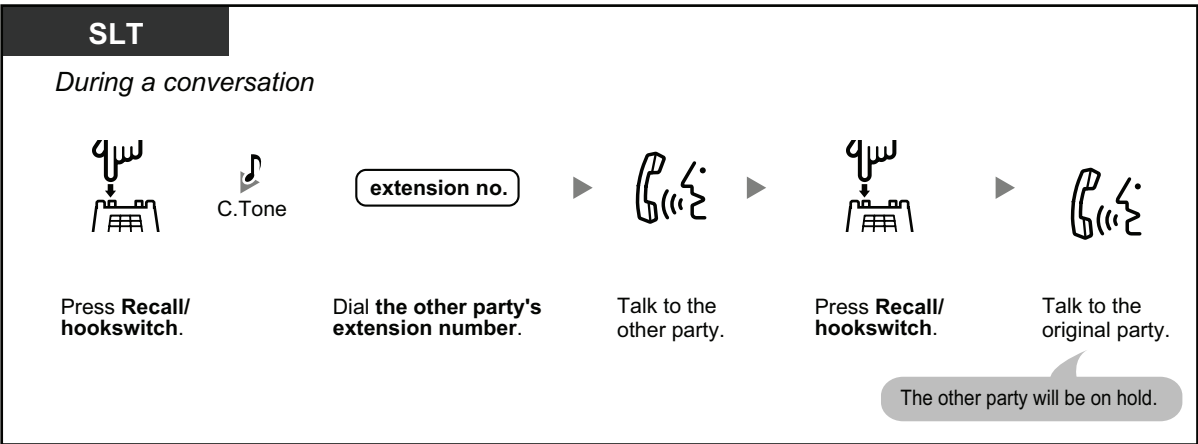 SLT
During a conversation
C.Tone
extension no.
Press Recall/
hookswitch.
Dial the other party's
extension number.
Talk to the
other party.
Press Recall/
hookswitch.
Talk to the
original party.
The other party will be on hold.